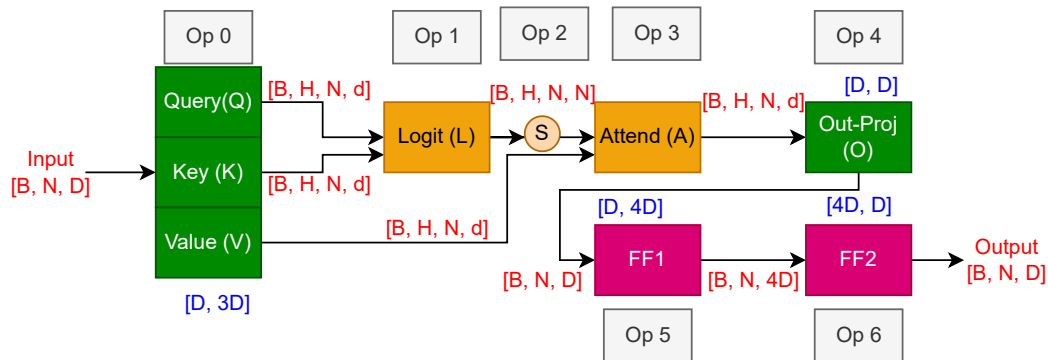 Op 0
Op 1
Op 2
Op 3
Op 4
Input
[B, N, D]
Query(Q)
Key (K)
Value (V)
[D, 3D]
[B, H, N, d]
[B, H, N, d]
[B, H, N, d]
Logit (L)
[B, H, N, N]
S
Attend (A)
[B, H, N, d]
[D, D]
Out-Proj
(O)
[D, 4D]
[4D, D]
[B, N, D]
FF1
[B, N, 4D]
FF2
Output
[B, N, D]
Op 5
Op 6